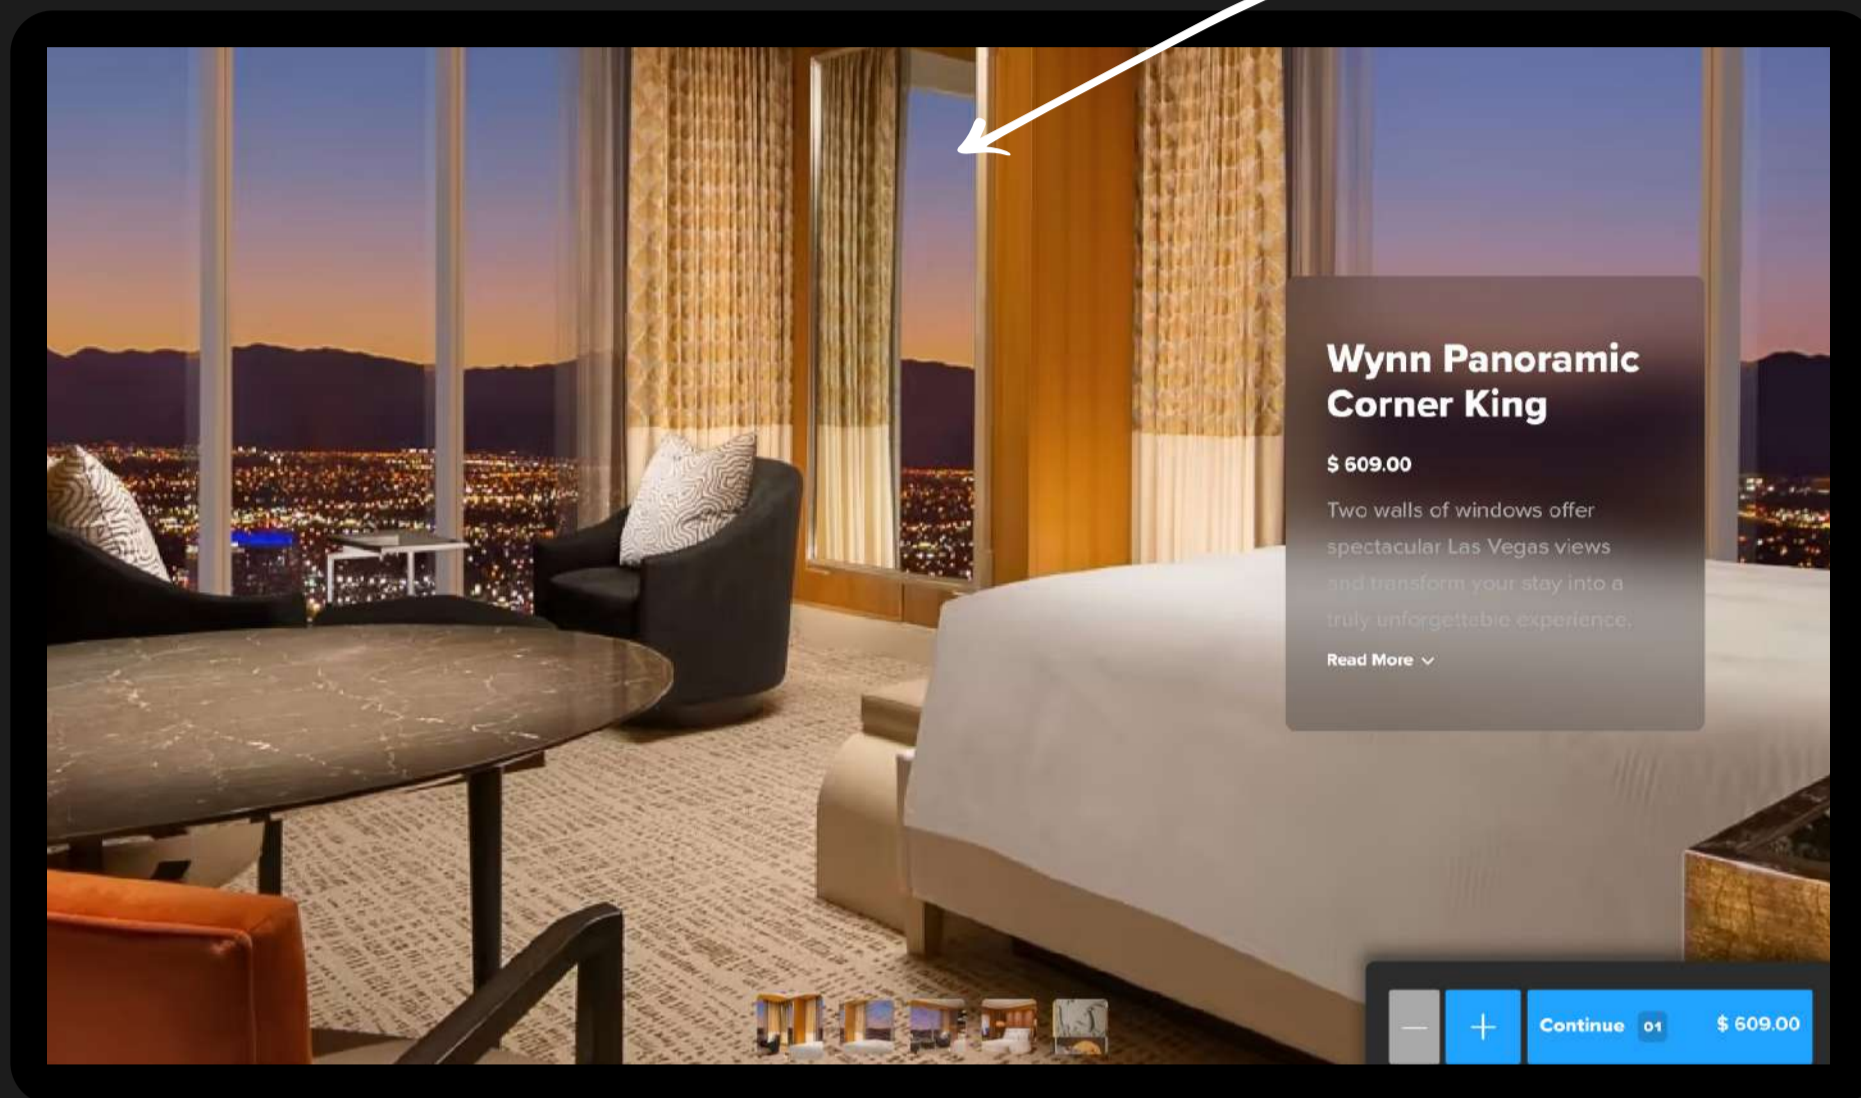 Wynn Panoramic
Corner King
$ 609.00
Two walls of windows offer
spectacular Las Vegas views
and transform your stay into a
truly unforgettable experience.
Read More
Continue 01 $ 609.00